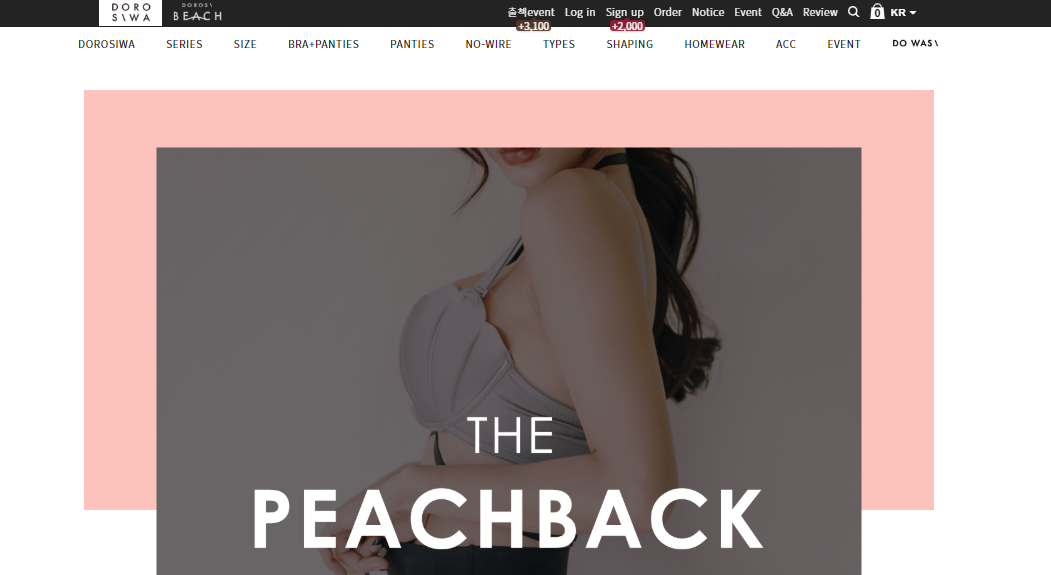 DORO
S\WA
DOROS\
BEACH
출첵event Log in Sign up Order Notice Event Q&A Review 0 KR
+3,100 +2,000
DOROSIWA SERIES SIZE BRA+PANTIES PANTIES NO-WIRE TYPES SHAPING HOMEWEAR ACC EVENT DO WAS\
THE
PEACHBACK